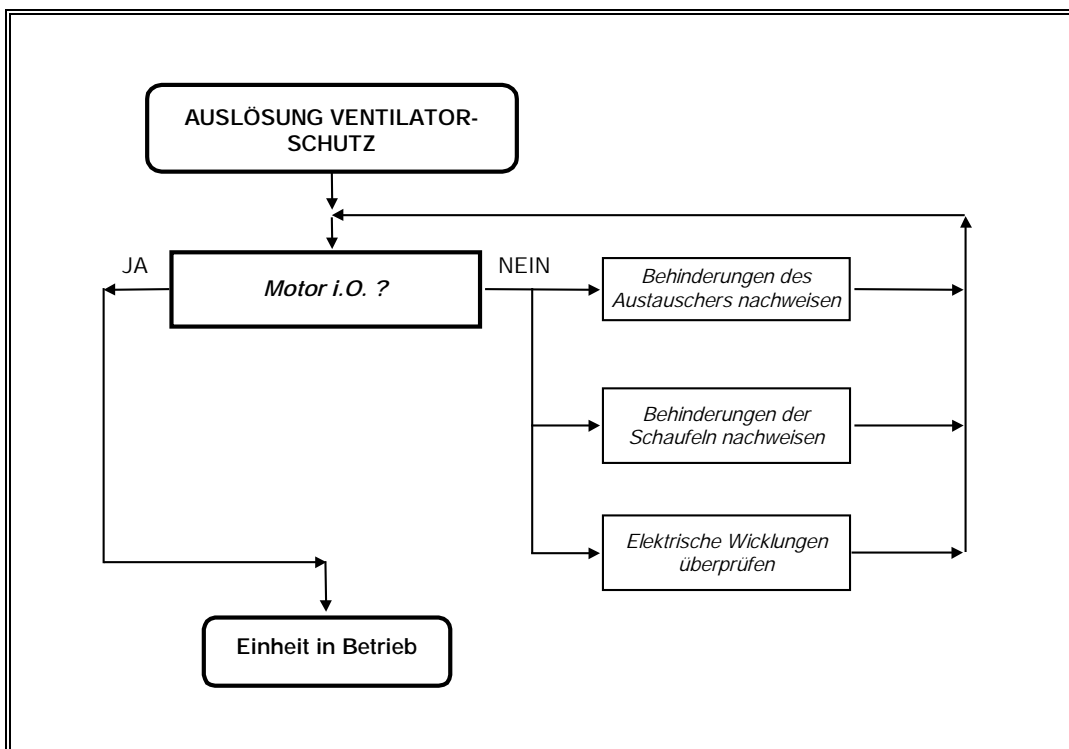 AUSLÖSUNG VENTILATOR-
SCHUTZ
JA
Motor i.O. ?
NEIN
Behinderungen des
Austauschers nachweisen
Behinderungen der
Schaufeln nachweisen
Elektrische Wicklungen
überprüfen
Einheit in Betrieb